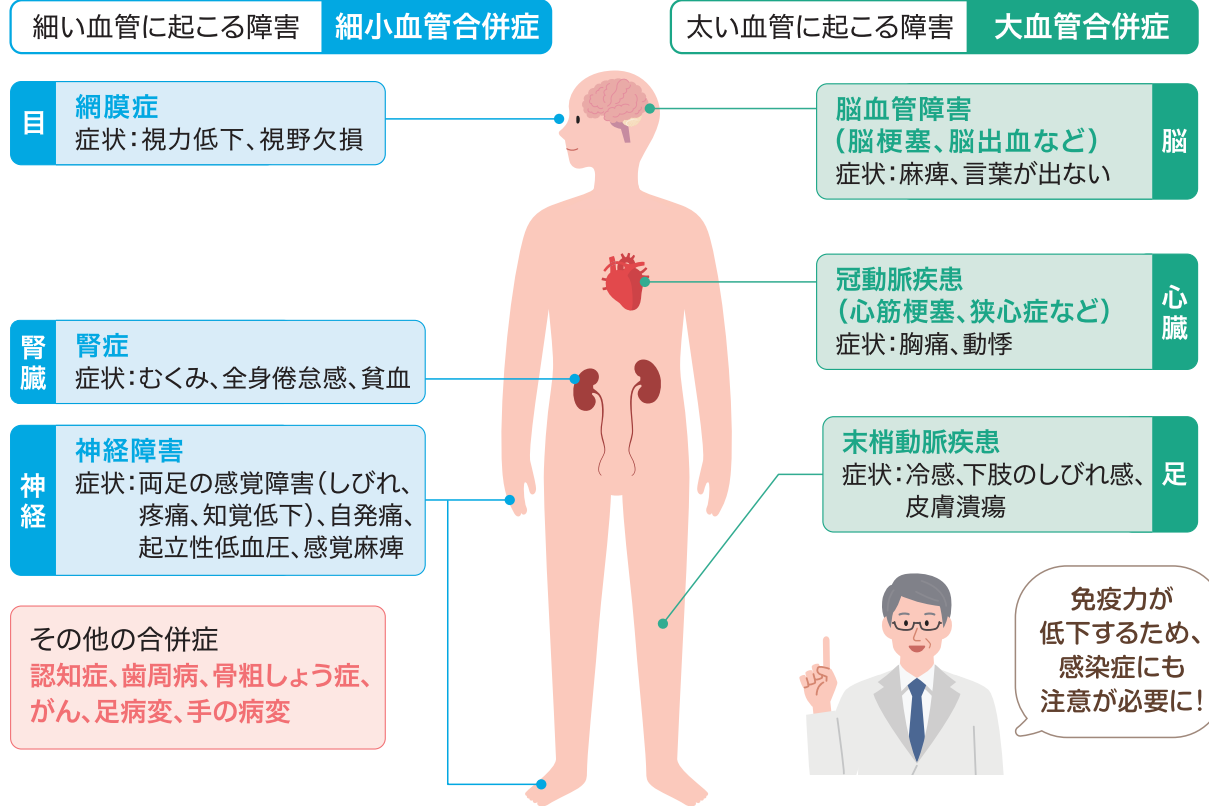 細い血管に起こる障害 細小血管合併症
目
網膜症
症状：視力低下、視野欠損
腎臓
腎症
症状：むくみ、全身倦怠感、貧血
神経
神経障害
症状：両足の感覚障害（しびれ、
疼痛、知覚低下）、自発痛、
起立性低血圧、感覚麻痺
その他の合併症
認知症、歯周病、骨粗しょう症、
がん、足病変、手の病変
太い血管に起こる障害 大血管合併症
脳血管障害
（脳梗塞、脳出血など）
症状：麻痺、言葉が出ない
脳
冠動脈疾患
（心筋梗塞、狭心症など）
症状：胸痛、動悸
心臓
末梢動脈疾患
症状：冷感、下肢のしびれ感、
皮膚潰瘍
足
免疫力が
低下するため、
感染症にも
注意が必要に！